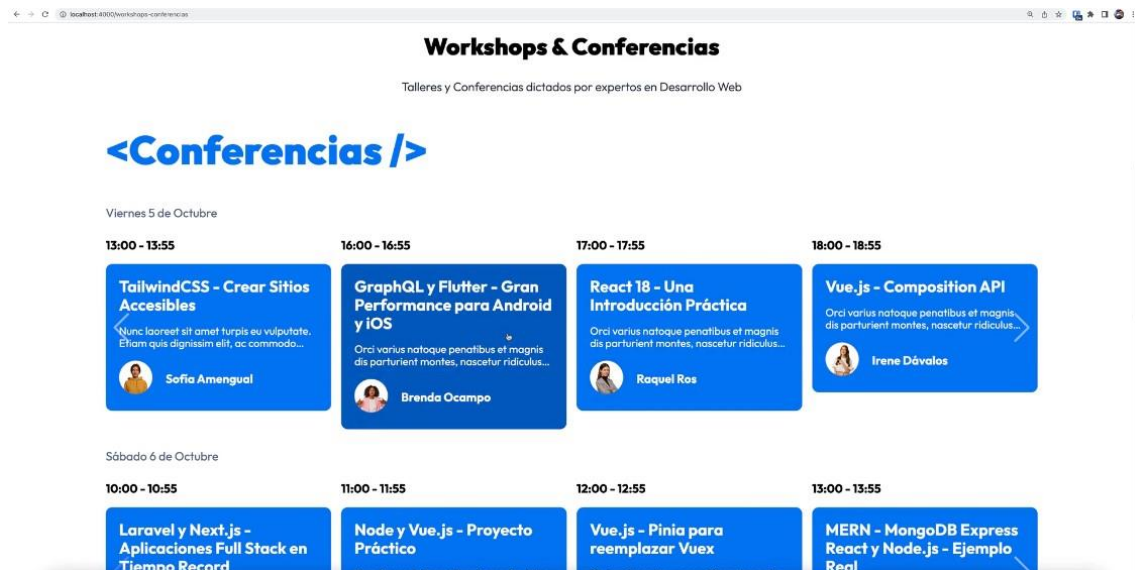 localhost:4000/workshops-conferencias
Workshops & Conferencias
Talleres y Conferencias dictados por expertos en Desarrollo Web
<Conferencias />
Viernes 5 de Octubre
13:00 - 13:55
16:00 - 16:55
17:00 - 17:55
18:00 - 18:55
TailwindCSS - Crear Sitios
Accesibles
Nunc laoreet sit amet turpis eu vulputate.
Etiam quis dignissim elit, ac commodo...
Sofía Amengual
GraphQL y Flutter - Gran
Performance para Android
y iOS
Orci varius natoque penatibus et magnis
dis parturient montes, nascetur ridiculus...
Brenda Ocampo
React 18 - Una
Introducción Práctica
Orci varius natoque penatibus et magnis
dis parturient montes, nascetur ridiculus...
Raquel Ros
Vue.js - Composition API
Orci varius natoque penatibus et magnis
dis parturient montes, nascetur ridiculus...
Irene Dávalos
Sábado 6 de Octubre
10:00 - 10:55
11:00 - 11:55
12:00 - 12:55
13:00 - 13:55
Laravel y Next.js -
Aplicaciones Full Stack en
Tiempo Record
Node y Vue.js - Proyecto
Práctico
Vue.js - Pinia para
reemplazar Vuex
MERN - MongoDB Express
React y Node.js - Ejemplo
Real